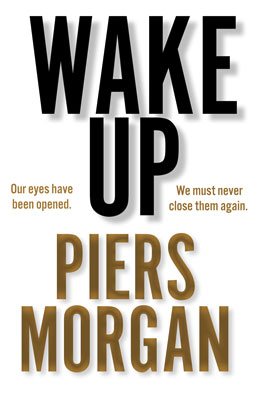 WAKE
UP
Our eyes have
been opened.
We must never
close them again.
PIERS
MORGAN